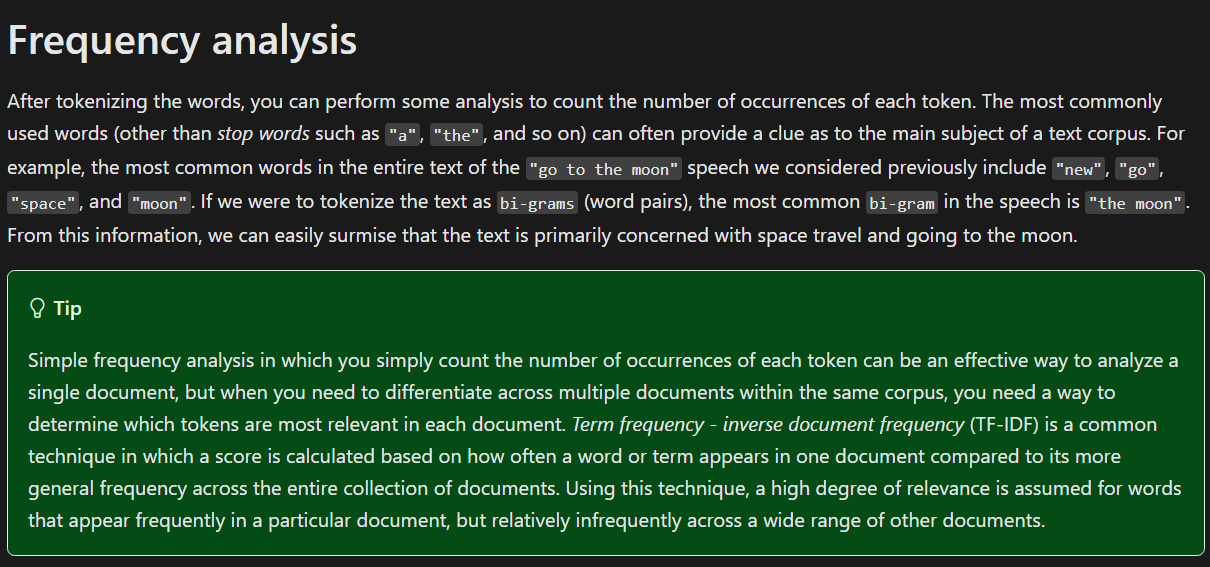 Frequency analysis
After tokenizing the words, you can perform some analysis to count the number of occurrences of each token. The most commonly
used words (other than stop words such as "a", "the", and so on) can often provide a clue as to the main subject of a text corpus. For
example, the most common words in the entire text of the "go to the moon" speech we considered previously include "new", "go",
"space", and "moon". If we were to tokenize the text as bi-grams (word pairs), the most common bi-gram in the speech is "the moon".
From this information, we can easily surmise that the text is primarily concerned with space travel and going to the moon.
Tip
Simple frequency analysis in which you simply count the number of occurrences of each token can be an effective way to analyze a
single document, but when you need to differentiate across multiple documents within the same corpus, you need a way to
determine which tokens are most relevant in each document. Term frequency - inverse document frequency (TF-IDF) is a common
technique in which a score is calculated based on how often a word or term appears in one document compared to its more
general frequency across the entire collection of documents. Using this technique, a high degree of relevance is assumed for words
that appear frequently in a particular document, but relatively infrequently across a wide range of other documents.